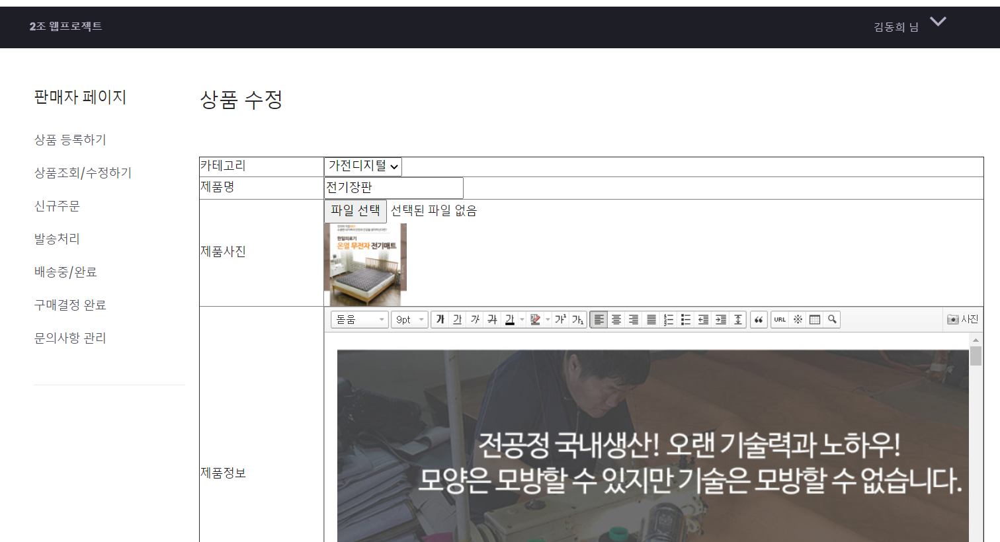 2조 웹프로젝트
김동희 님
판매자 페이지
상품 등록하기
상품조회/수정하기
신규주문
발송처리
배송중/완료
구매결정 완료
문의사항 관리
상품 수정
카테고리
가전디지털
제품명
전기장판
제품사진
파일 선택 선택된 파일 없음
한일의료기
온열 무전자 전기매트
제품정보
돋움 9pt 가 가 가 가 가 가¹ 가₁ URL ※ 사진
전공정 국내생산! 오랜 기술력과 노하우!
모양은 모방할 수 있지만 기술은 모방할 수 없습니다.